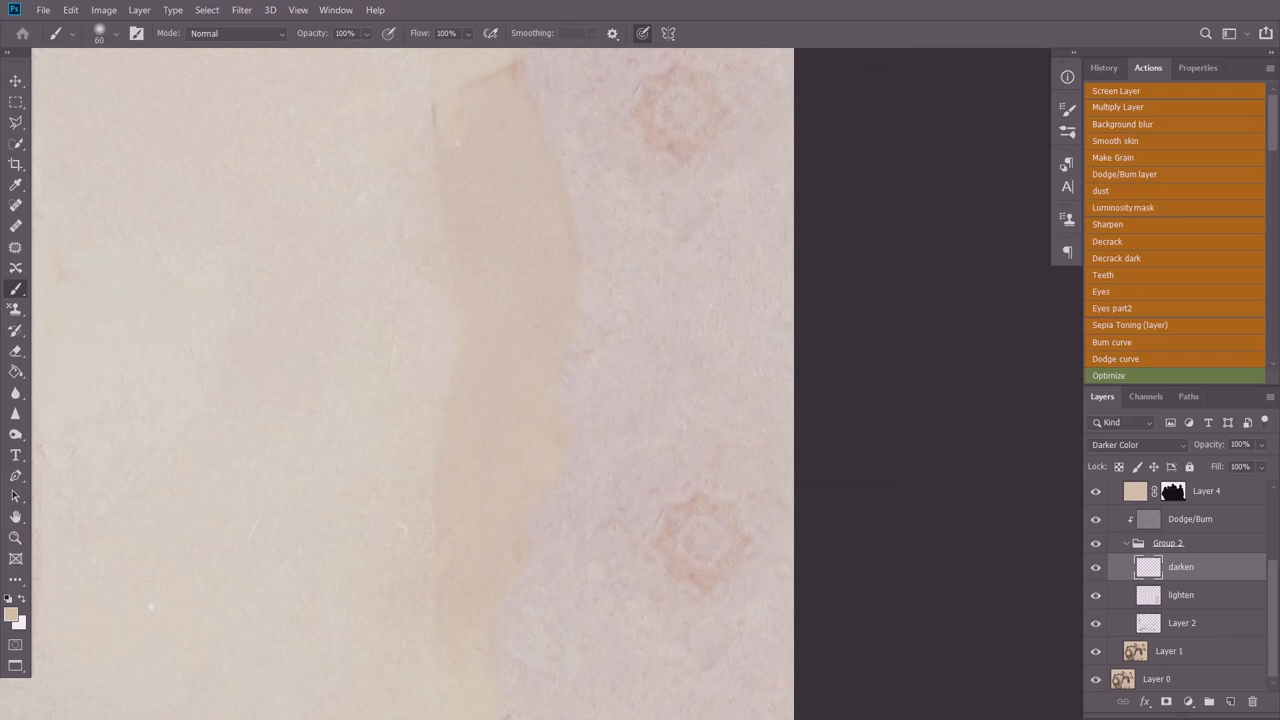 Ps File Edit Image Layer Type Select Filter 3D View Window Help
60 Mode: Normal Opacity: 100% Flow: 100% Smoothing:
History Actions Properties
Screen Layer
Multiply Layer
Background blur
Smooth skin
Make Grain
Dodge/Burn layer
dust
Luminosity mask
Sharpen
Decrack
Decrack dark
Teeth
Eyes
Eyes part2
Sepia Toning (layer)
Burn curve
Dodge curve
Optimize
Layers Channels Paths
Kind
Darker Color Opacity: 100%
Lock: Fill: 100%
Layer 4
Dodge/Burn
Group 2
darken
lighten
Layer 2
Layer 1
Layer 0
fx